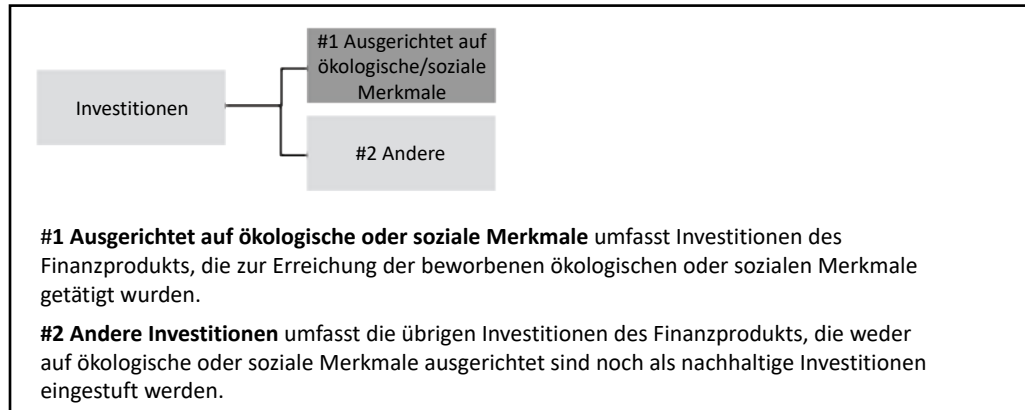 #1 Ausgerichtet auf
ökologische/soziale
Merkmale
Investitionen
#2 Andere
#1 Ausgerichtet auf ökologische oder soziale Merkmale umfasst Investitionen des
Finanzprodukts, die zur Erreichung der beworbenen ökologischen oder sozialen Merkmale
getätigt wurden.
#2 Andere Investitionen umfasst die übrigen Investitionen des Finanzprodukts, die weder
auf ökologische oder soziale Merkmale ausgerichtet sind noch als nachhaltige Investitionen
eingestuft werden.